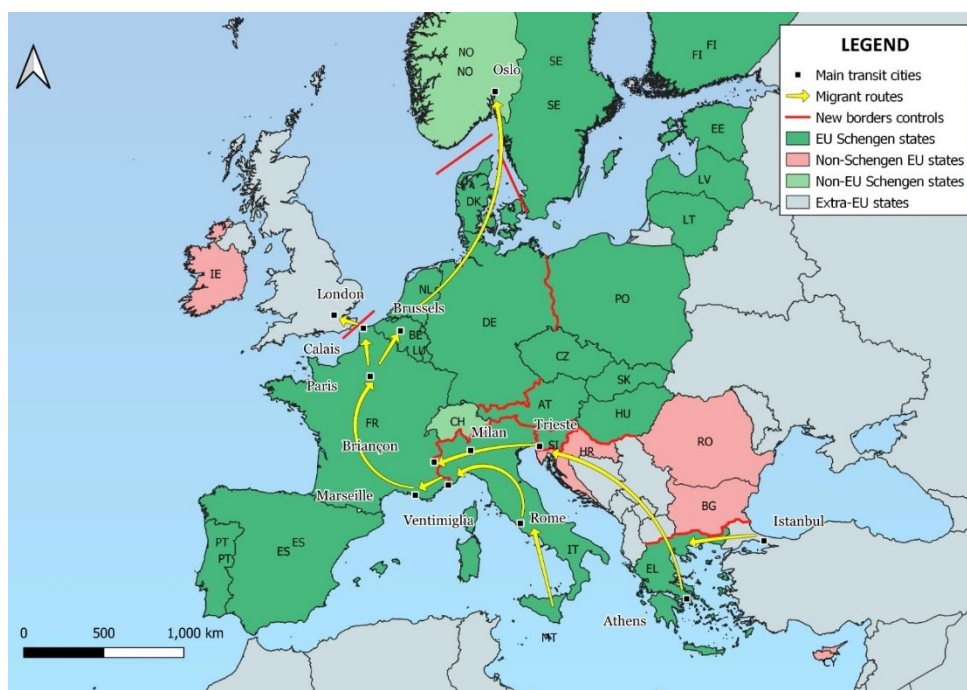 LEGEND
Main transit cities
Migrant routes
New borders controls
EU Schengen states
Non-Schengen EU states
Non-EU Schengen states
Extra-EU states
NO
NO
Oslo
SE
SE
FI
FI
EE
LV
LT
DK
IE
London
Calais
Brussels
NL
BE
LU
DE
PO
Paris
CZ
SK
FR
CH
AT
HU
Briançon
Milan
Trieste
SI
HR
RO
Marseille
Ventimiglia
Rome
BG
Istanbul
PT
PT
ES
ES
IT
EL
Athens
MT
CY
0
500
1,000 km